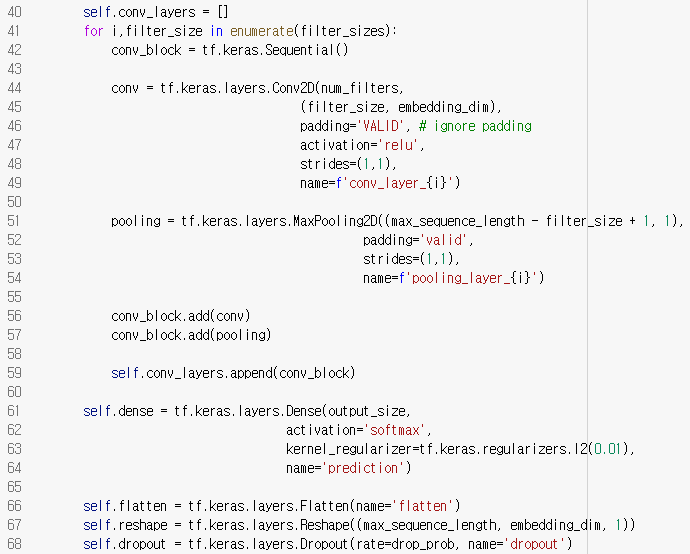 40        self.conv_layers = []
41        for i,filter_size in enumerate(filter_sizes):
42            conv_block = tf.keras.Sequential()
43
44            conv = tf.keras.layers.Conv2D(num_filters,
45                                          (filter_size, embedding_dim),
46                                          padding='VALID', # ignore padding
47                                          activation='relu',
48                                          strides=(1,1),
49                                          name=f'conv_layer_{i}')
50
51            pooling = tf.keras.layers.MaxPooling2D((max_sequence_length - filter_size + 1, 1),
52                                                   padding='valid',
53                                                   strides=(1,1),
54                                                   name=f'pooling_layer_{i}')
55
56            conv_block.add(conv)
57            conv_block.add(pooling)
58
59            self.conv_layers.append(conv_block)
60
61        self.dense = tf.keras.layers.Dense(output_size,
62                                        activation='softmax',
63                                        kernel_regularizer=tf.keras.regularizers.l2(0.01),
64                                        name='prediction')
65
66        self.flatten = tf.keras.layers.Flatten(name='flatten')
67        self.reshape = tf.keras.layers.Reshape((max_sequence_length, embedding_dim, 1))
68        self.dropout = tf.keras.layers.Dropout(rate=drop_prob, name='dropout')